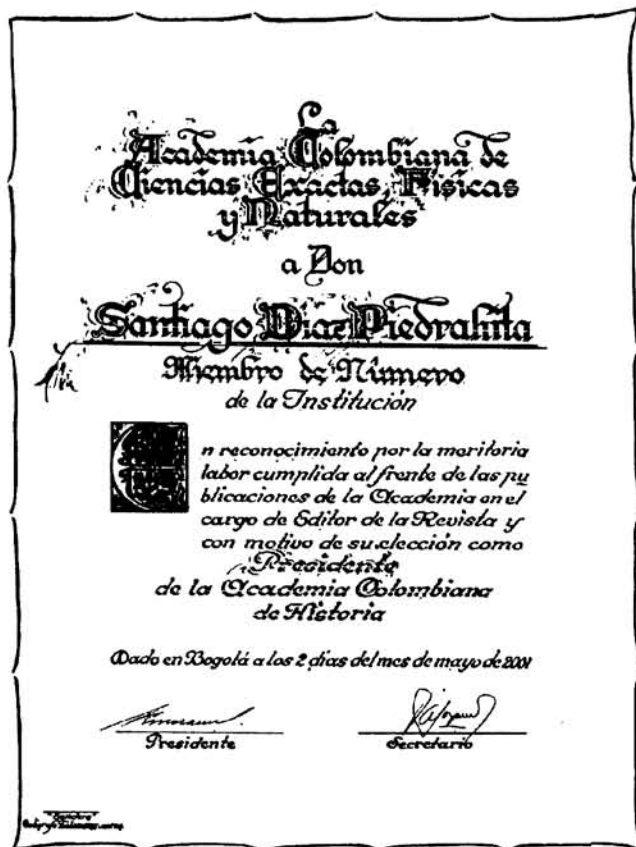 La
Academia Colombiana de
Ciencias Exactas, Físicas
y Naturales
a Don
Santiago Díaz Piedrahita
Miembro de Número
de la Institución
En reconocimiento por la meritoria
labor cumplida al frente de las pu
blicaciones de la Academia en el
cargo de Editor de la Revista y
con motivo de su elección como
Presidente
de la Academia Colombiana
de Historia
Dado en Bogotá a los 2 días del mes de mayo de 2001
Presidente Secretario